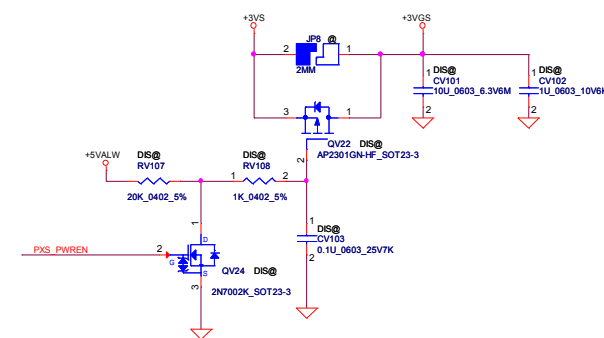 +3VS
+3VGS
JP8 @
2 1
2MM
1 DIS@
CV101
10U_0603_6.3V6M
2
1 DIS@
CV102
1U_0603_10V6K
2
3 1
QV22 DIS@
AP2301GN-HF_SOT23-3
2
+5VALW
DIS@
RV107
20K_0402_5%
DIS@
RV108
1 2
1K_0402_5%
1
DIS@
CV103
0.1U_0603_25V7K
2
1
D
PXS_PWREN
2
G
S
QV24 DIS@
3
2N7002K_SOT23-3